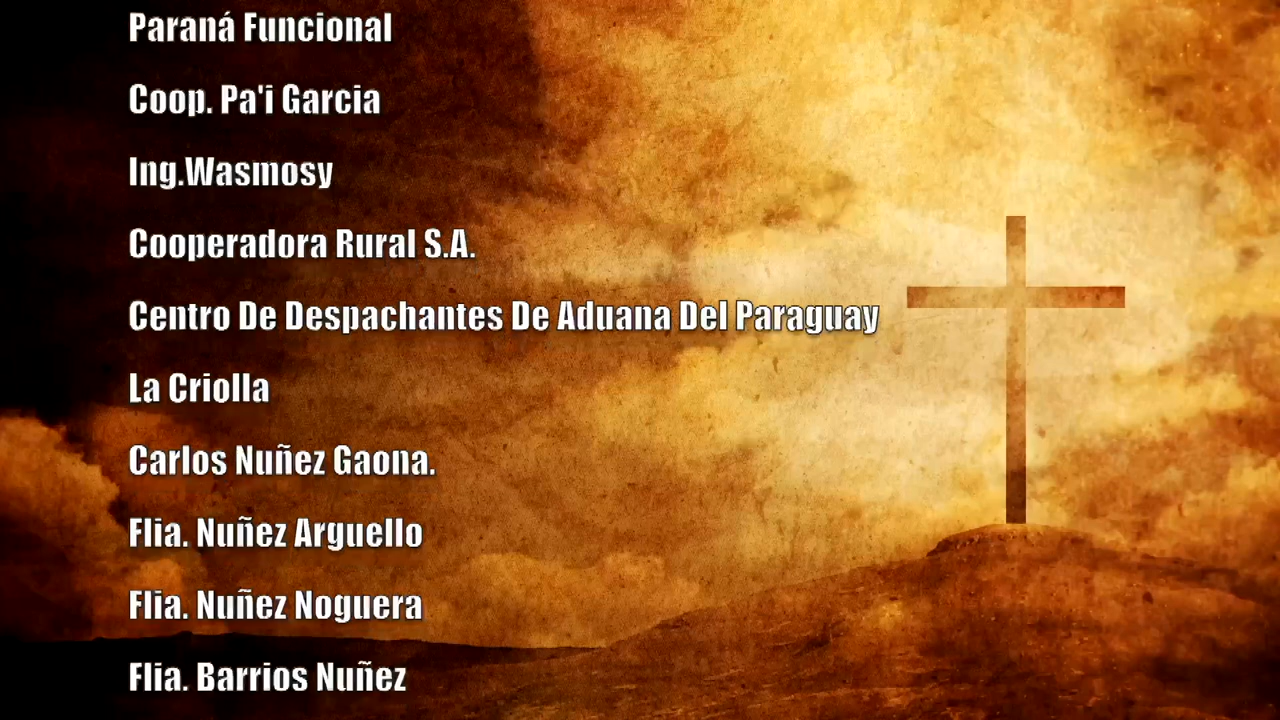 Paraná Funcional
Coop. Pa'i Garcia
Ing.Wasmosy
Cooperadora Rural S.A.
Centro De Despachantes De Aduana Del Paraguay
La Criolla
Carlos Nuñez Gaona.
Flia. Nuñez Arguello
Flia. Nuñez Noguera
Flia. Barrios Nuñez